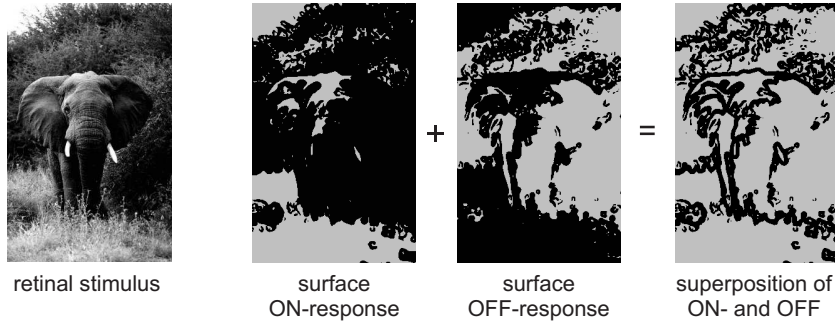 +
=
retinal stimulus
surface
ON-response
surface
OFF-response
superposition of
ON- and OFF